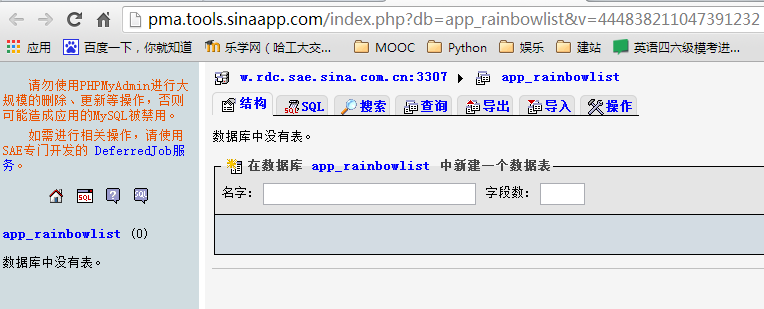 pma.tools.sinaapp.com/index.php?db=app_rainbowlist&v=444838211047391232
应用 百度一下，你就知道 乐学网（哈工大交... MOOC Python 娱乐 建站 英语四六级模考进...
请勿使用PHPMyAdmin进行大
规模的删除、更新等操作，否则
可能造成应用的MySQL被禁用。
如需进行相关操作，请使用
SAE专门开发的 DeferredJob服
务。
SQL SQL
app_rainbowlist (0)
数据库中没有表。
w.rdc.sae.sina.com.cn:3307 app_rainbowlist
结构 SQL 搜索 查询 导出 导入 操作
数据库中没有表。
在数据库 app_rainbowlist 中新建一个数据表
名字： 字段数：